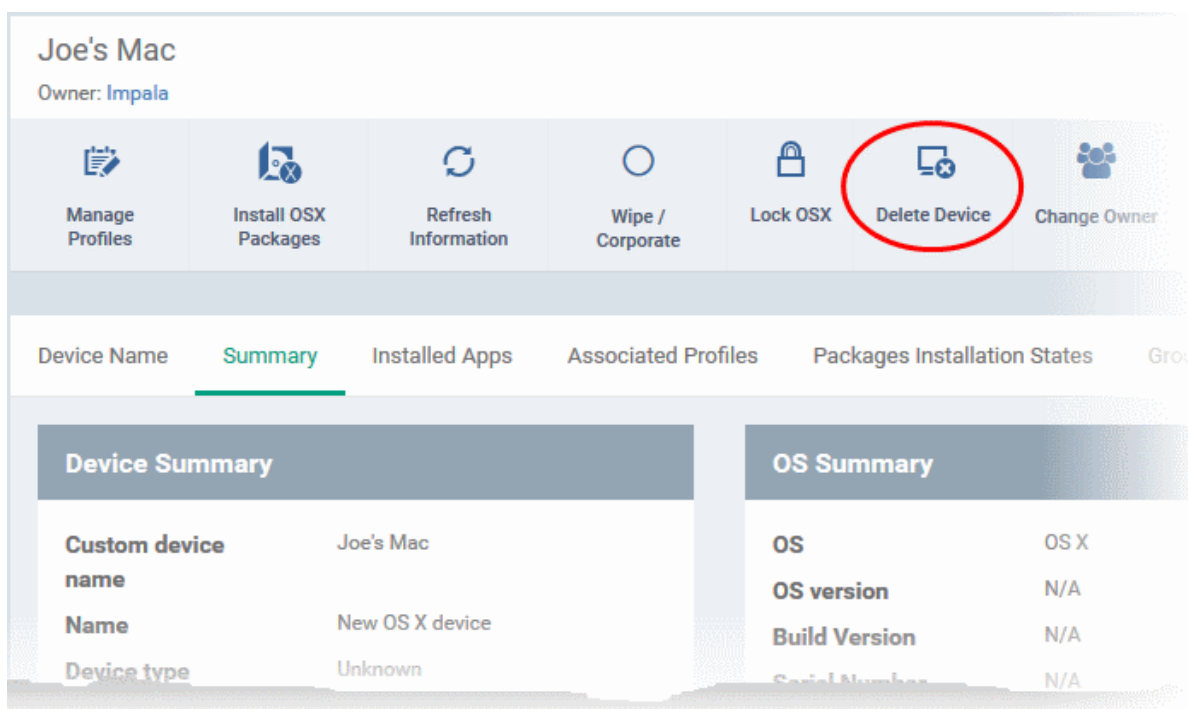 Joe's Mac
Owner: Impala
Manage Profiles
Install OSX Packages
Refresh Information
Wipe / Corporate
Lock OSX
Delete Device
Change Owner
Device Name Summary Installed Apps Associated Profiles Packages Installation States
Device Summary
Custom device name Joe's Mac
Name New OS X device
Device type Unknown
OS Summary
OS OS X
OS version N/A
Build Version N/A
Serial Number N/A